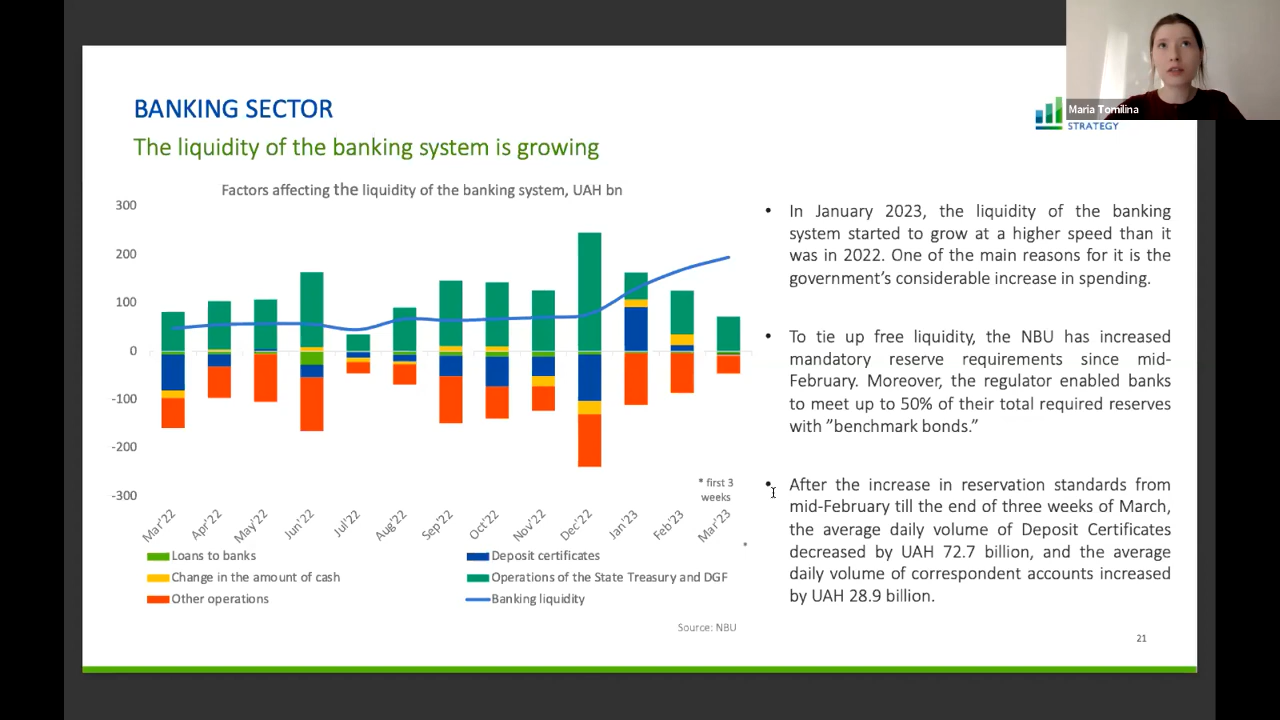 Maria Tomilina
STRATEGY
BANKING SECTOR
The liquidity of the banking system is growing
Factors affecting the liquidity of the banking system, UAH bn
300
200
100
0
-100
-200
-300
* first 3
weeks
Mar'22
Apr'22
May'22
Jun'22
Jul'22
Aug'22
Sep'22
Oct'22
Nov'22
Dec'22
Jan'23
Feb'23
Mar'23
*
Loans to banks
Deposit certificates
Change in the amount of cash
Operations of the State Treasury and DGF
Other operations
Banking liquidity
Source: NBU
• In January 2023, the liquidity of the banking
system started to grow at a higher speed than it
was in 2022. One of the main reasons for it is the
government's considerable increase in spending.
• To tie up free liquidity, the NBU has increased
mandatory reserve requirements since mid-
February. Moreover, the regulator enabled banks
to meet up to 50% of their total required reserves
with ”benchmark bonds.”
• After the increase in reservation standards from
mid-February till the end of three weeks of March,
the average daily volume of Deposit Certificates
decreased by UAH 72.7 billion, and the average
daily volume of correspondent accounts increased
by UAH 28.9 billion.
21